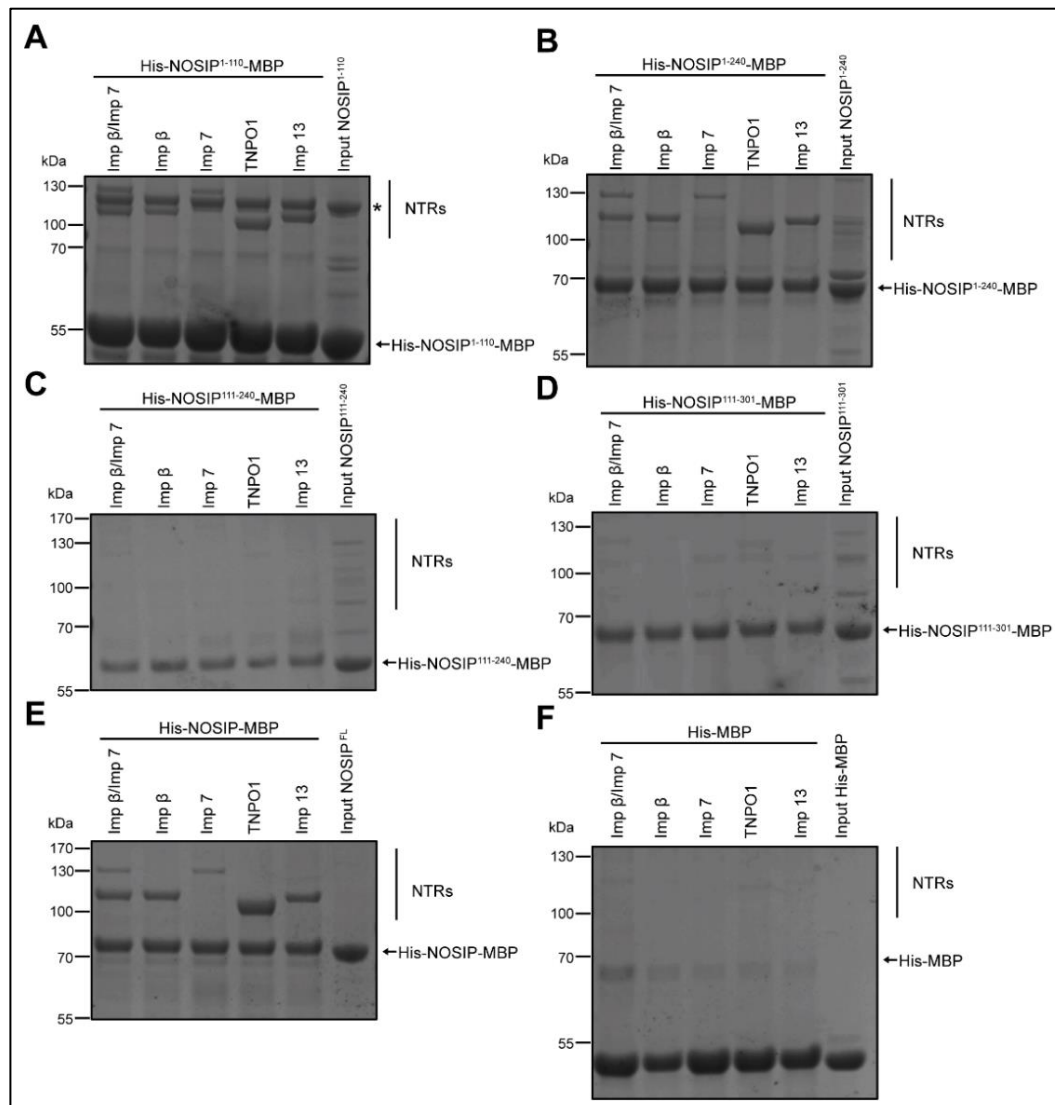 A
His-NOSIP¹⁻¹¹⁰-MBP
Imp β/Imp 7
Imp β
Imp 7
TNPO1
Imp 13
Input NOSIP¹⁻¹¹⁰
kDa
130
100
70
55
*
NTRs
His-NOSIP¹⁻¹¹⁰-MBP
B
His-NOSIP¹⁻²⁴⁰-MBP
Imp β/Imp 7
Imp β
Imp 7
TNPO1
Imp 13
Input NOSIP¹⁻²⁴⁰
kDa
130
100
70
55
NTRs
His-NOSIP¹⁻²⁴⁰-MBP
C
His-NOSIP¹¹¹⁻²⁴⁰-MBP
Imp β/Imp 7
Imp β
Imp 7
TNPO1
Imp 13
Input NOSIP¹¹¹⁻²⁴⁰
kDa
170
130
100
70
55
NTRs
His-NOSIP¹¹¹⁻²⁴⁰-MBP
D
His-NOSIP¹¹¹⁻³⁰¹-MBP
Imp β/Imp 7
Imp β
Imp 7
TNPO1
Imp 13
Input NOSIP¹¹¹⁻³⁰¹
kDa
130
100
70
55
NTRs
His-NOSIP¹¹¹⁻³⁰¹-MBP
E
His-NOSIP-MBP
Imp β/Imp 7
Imp β
Imp 7
TNPO1
Imp 13
Input NOSIP^FL
kDa
170
130
100
70
55
NTRs
His-NOSIP-MBP
F
His-MBP
Imp β/Imp 7
Imp β
Imp 7
TNPO1
Imp 13
Input His-MBP
kDa
130
100
70
55
NTRs
His-MBP